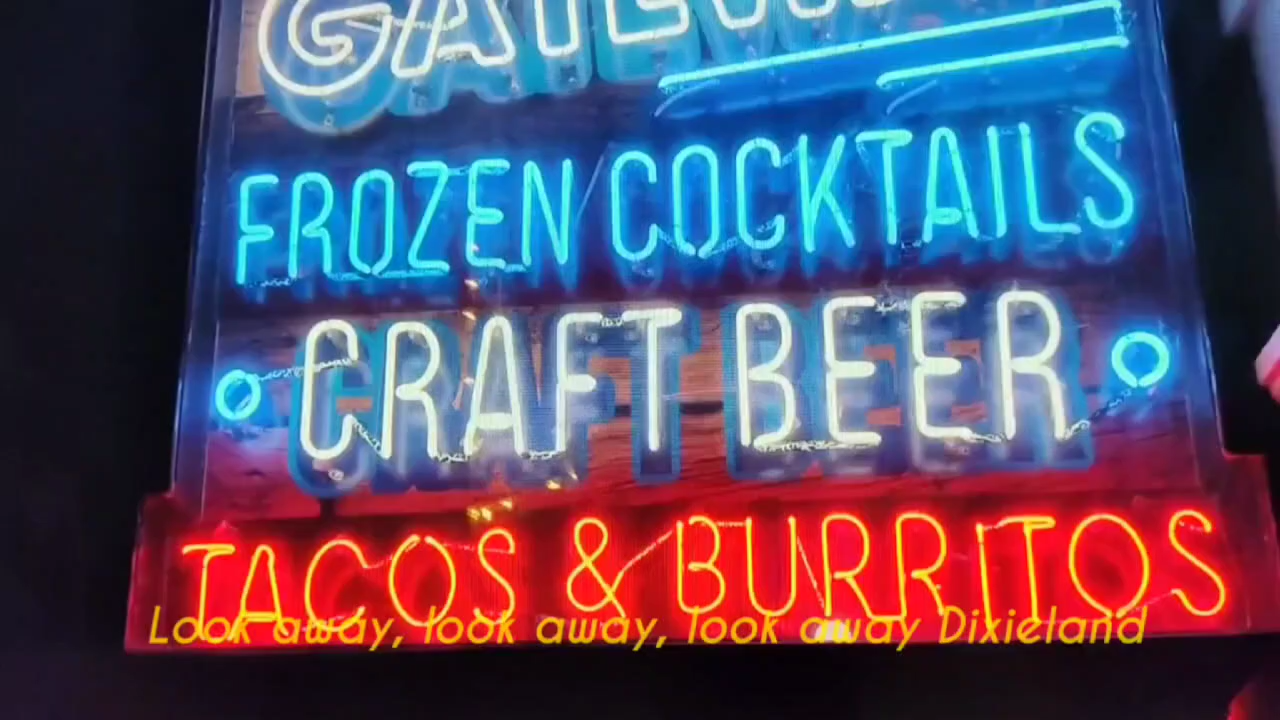 FROZEN COCKTAILS
CRAFT BEER
TACOS & BURRITOS
Look away, look away, look away Dixieland